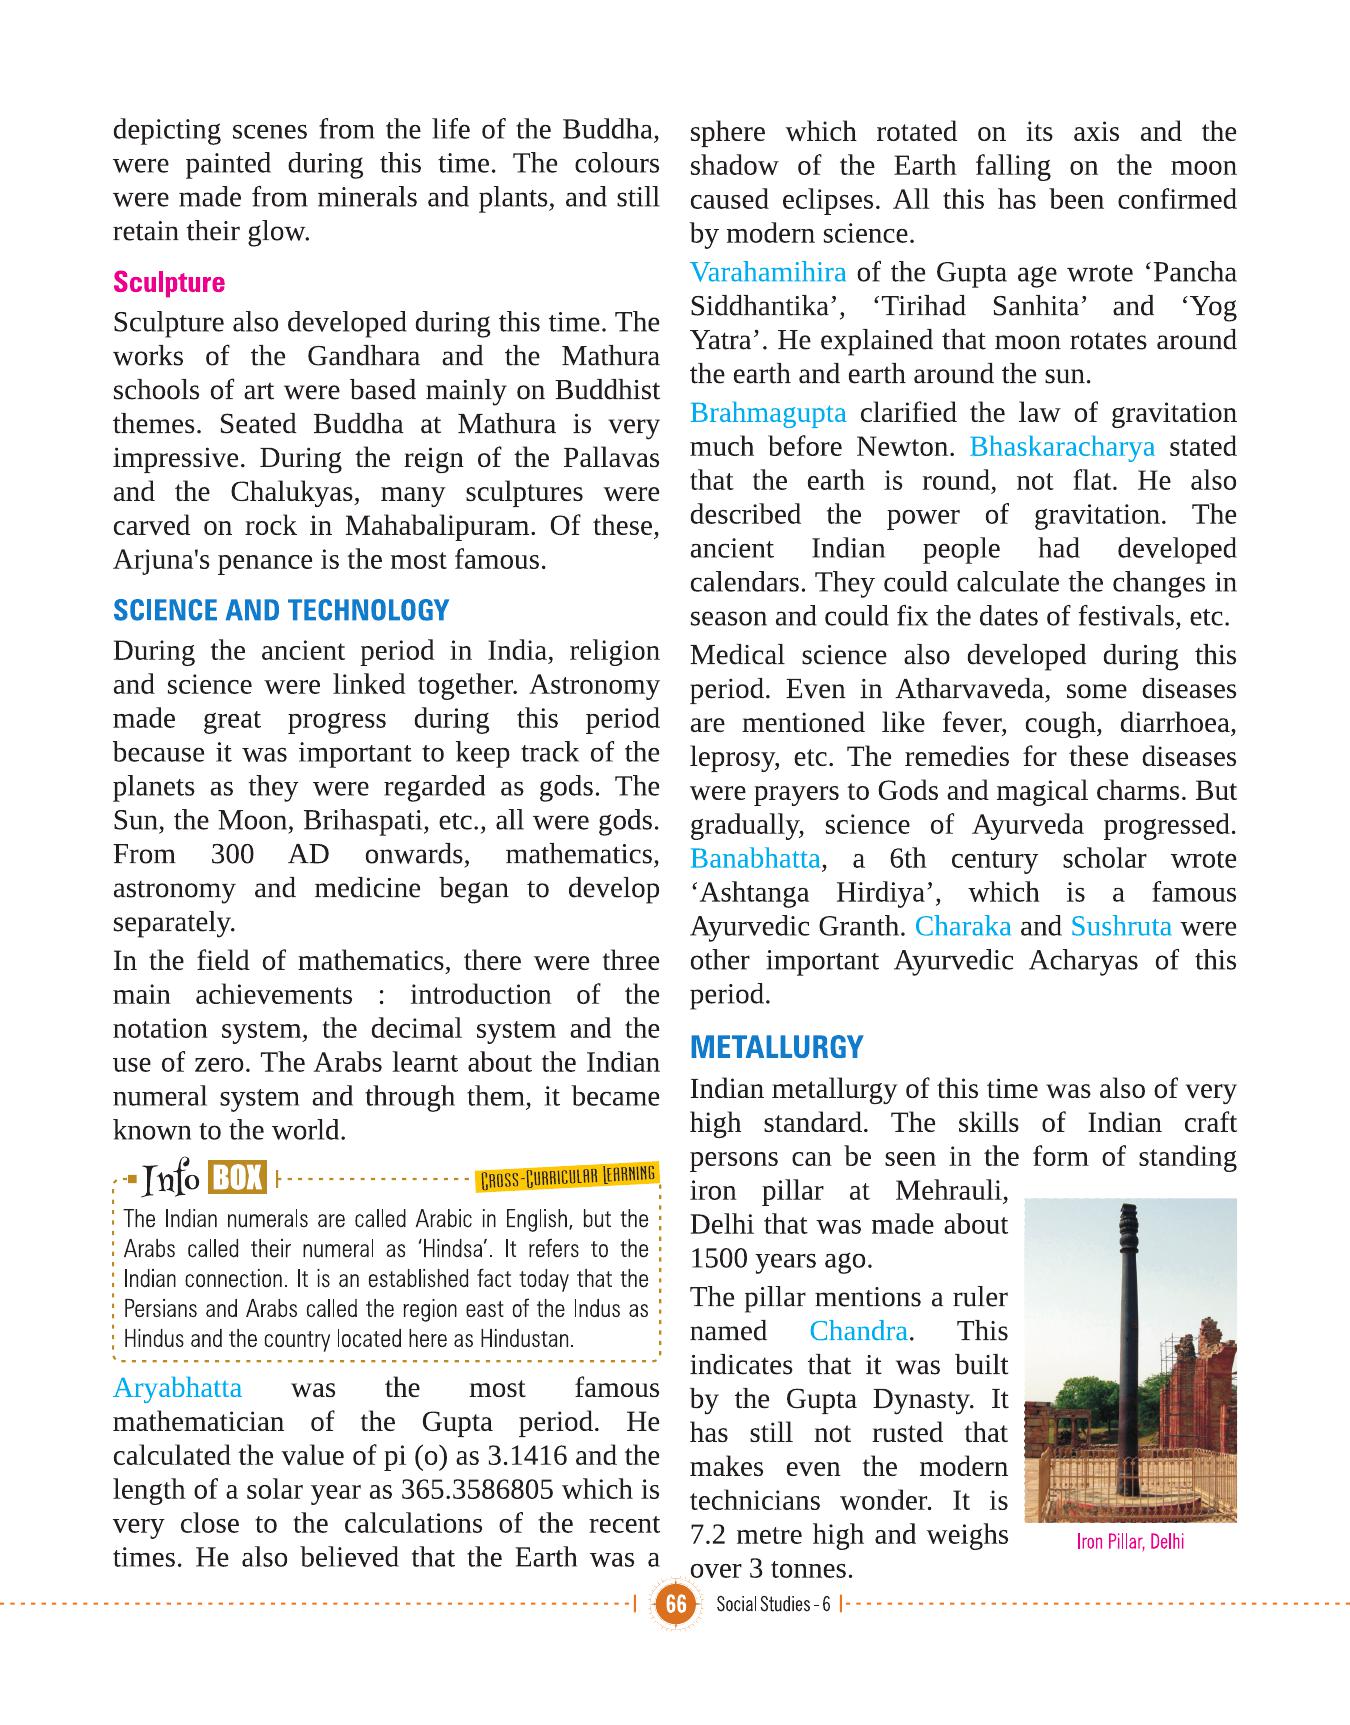 depicting scenes from the life of the Buddha,
were painted during this time. The colours
were made from minerals and plants, and still
retain their glow.
Sculpture
Sculpture also developed during this time. The
works of the Gandhara and the Mathura
schools of art were based mainly on Buddhist
themes. Seated Buddha at Mathura is very
impressive. During the reign of the Pallavas
and the Chalukyas, many sculptures were
carved on rock in Mahabalipuram. Of these,
Arjuna's penance is the most famous.
SCIENCE AND TECHNOLOGY
During the ancient period in India, religion
and science were linked together. Astronomy
made great progress during this period
because it was important to keep track of the
planets as they were regarded as gods. The
Sun, the Moon, Brihaspati, etc., all were gods.
From 300 AD onwards, mathematics,
astronomy and medicine began to develop
separately.
In the field of mathematics, there were three
main achievements : introduction of the
notation system, the decimal system and the
use of zero. The Arabs learnt about the Indian
numeral system and through them, it became
known to the world.
Info BOX
CROSS-CURRICULAR LEARNING
The Indian numerals are called Arabic in English, but the
Arabs called their numeral as ‘Hindsa’. It refers to the
Indian connection. It is an established fact today that the
Persians and Arabs called the region east of the Indus as
Hindus and the country located here as Hindustan.
Aryabhatta was the most famous
mathematician of the Gupta period. He
calculated the value of pi (o) as 3.1416 and the
length of a solar year as 365.3586805 which is
very close to the calculations of the recent
times. He also believed that the Earth was a
sphere which rotated on its axis and the
shadow of the Earth falling on the moon
caused eclipses. All this has been confirmed
by modern science.
Varahamihira of the Gupta age wrote ‘Pancha
Siddhantika’, ‘Tirihad Sanhita’ and ‘Yog
Yatra’. He explained that moon rotates around
the earth and earth around the sun.
Brahmagupta clarified the law of gravitation
much before Newton. Bhaskaracharya stated
that the earth is round, not flat. He also
described the power of gravitation. The
ancient Indian people had developed
calendars. They could calculate the changes in
season and could fix the dates of festivals, etc.
Medical science also developed during this
period. Even in Atharvaveda, some diseases
are mentioned like fever, cough, diarrhoea,
leprosy, etc. The remedies for these diseases
were prayers to Gods and magical charms. But
gradually, science of Ayurveda progressed.
Banabhatta, a 6th century scholar wrote
‘Ashtanga Hirdiya’, which is a famous
Ayurvedic Granth. Charaka and Sushruta were
other important Ayurvedic Acharyas of this
period.
METALLURGY
Indian metallurgy of this time was also of very
high standard. The skills of Indian craft
persons can be seen in the form of standing
iron pillar at Mehrauli,
Delhi that was made about
1500 years ago.
The pillar mentions a ruler
named Chandra. This
indicates that it was built
by the Gupta Dynasty. It
has still not rusted that
makes even the modern
technicians wonder. It is
7.2 metre high and weighs
over 3 tonnes.
Iron Pillar, Delhi
66
Social Studies - 6